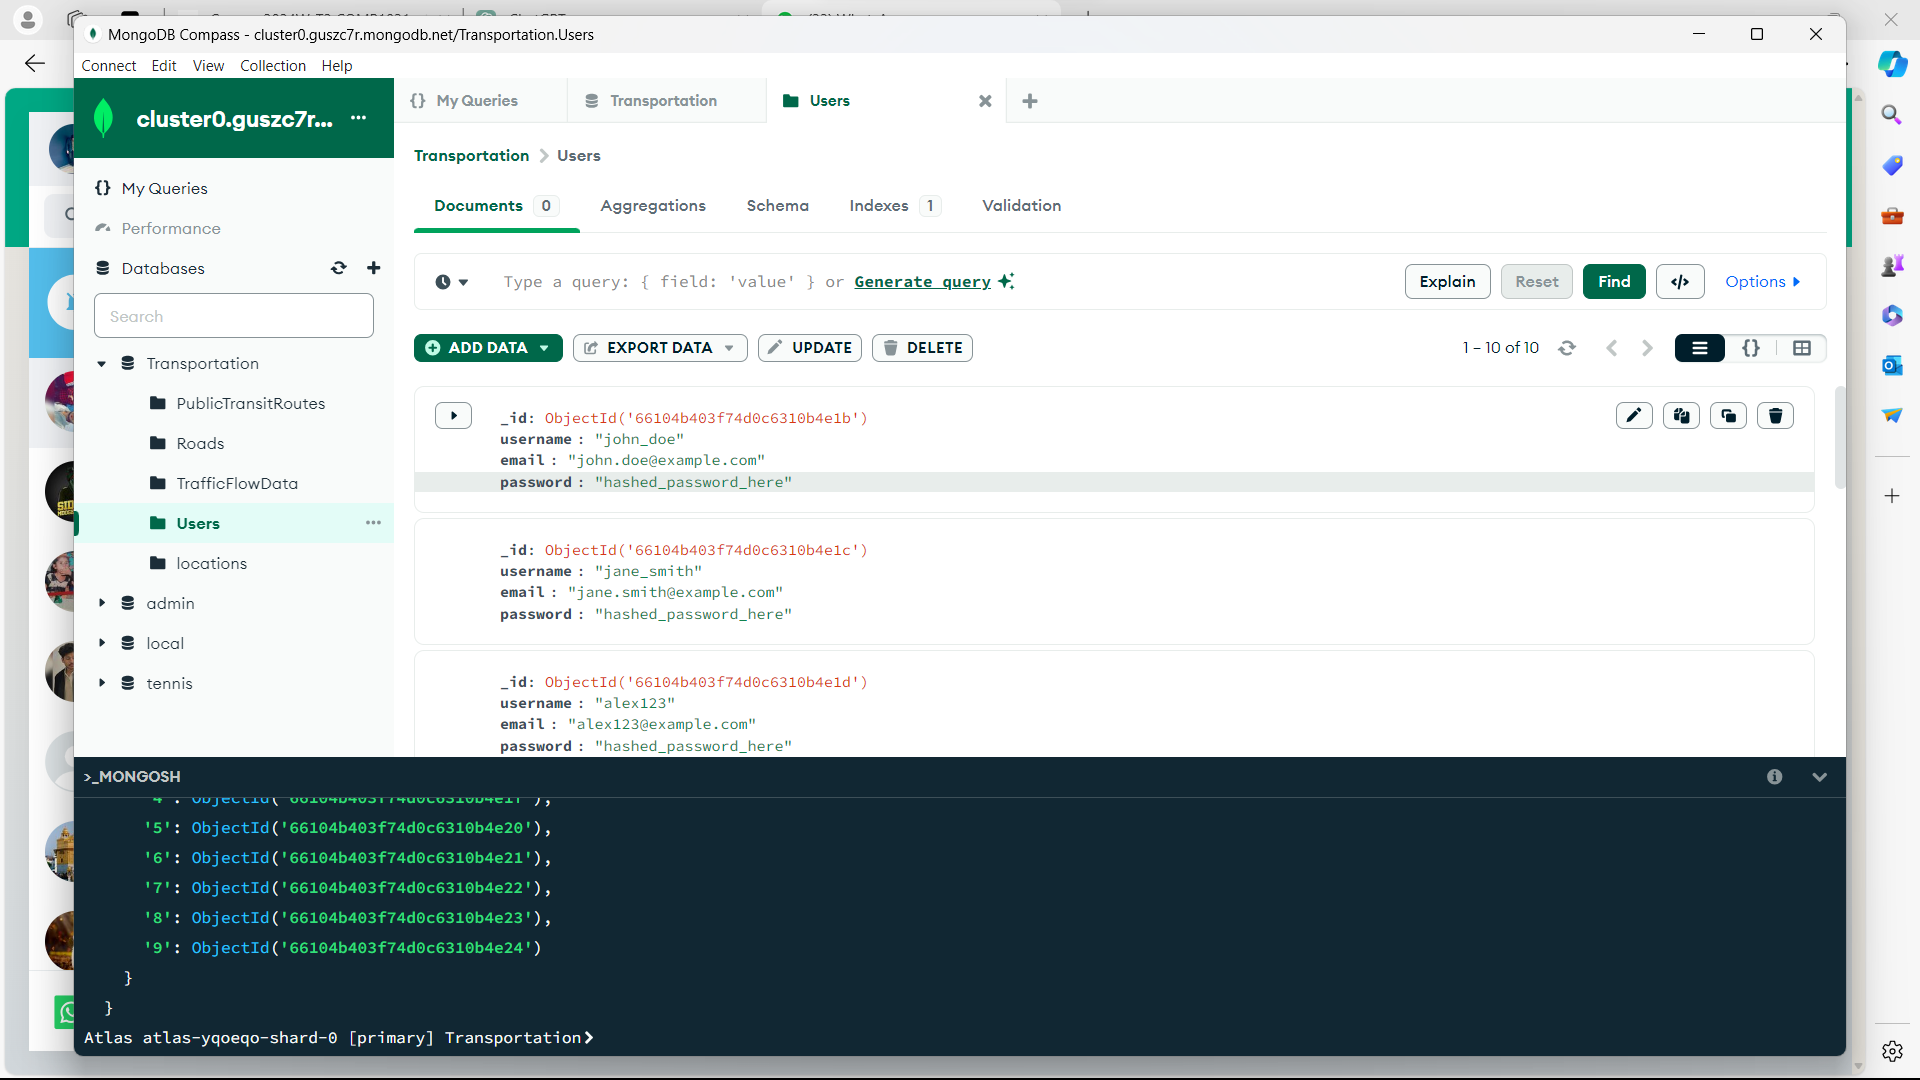 MongoDB Compass - cluster0.guszc7r.mongodb.net/Transportation.Users
Connect Edit View Collection Help
cluster0.guszc7r... ···
My Queries
Transportation
Users
Transportation > Users
My Queries
Performance
Databases
Search
Transportation
PublicTransitRoutes
Roads
TrafficFlowData
Users ···
locations
admin
local
tennis
Documents 0 Aggregations Schema Indexes 1 Validation
Type a query: { field: 'value' } or Generate query
Explain Reset Find </> Options
ADD DATA EXPORT DATA UPDATE DELETE
1 – 10 of 10 {}
_id: ObjectId('66104b403f74d0c6310b4e1b')
username : "john_doe"
email : "john.doe@example.com"
password : "hashed_password_here"
_id: ObjectId('66104b403f74d0c6310b4e1c')
username : "jane_smith"
email : "jane.smith@example.com"
password : "hashed_password_here"
_id: ObjectId('66104b403f74d0c6310b4e1d')
username : "alex123"
email : "alex123@example.com"
password : "hashed_password_here"
>_MONGOSH
'4': ObjectId('66104b403f74d0c6310b4e1f'),
'5': ObjectId('66104b403f74d0c6310b4e20'),
'6': ObjectId('66104b403f74d0c6310b4e21'),
'7': ObjectId('66104b403f74d0c6310b4e22'),
'8': ObjectId('66104b403f74d0c6310b4e23'),
'9': ObjectId('66104b403f74d0c6310b4e24')
}
}
Atlas atlas-yqoeqo-shard-0 [primary] Transportation>